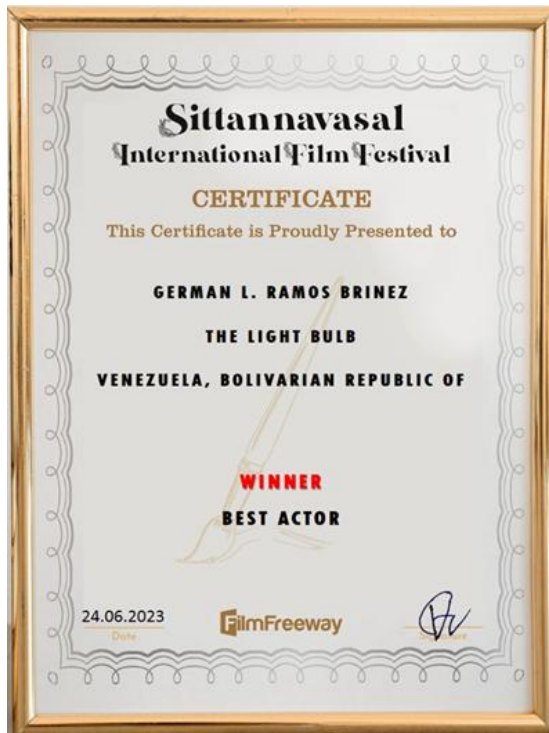 Sittannavasal
International Film Festival
CERTIFICATE
This Certificate is Proudly Presented to
GERMAN L. RAMOS BRINEZ
THE LIGHT BULB
VENEZUELA, BOLIVARIAN REPUBLIC OF
WINNER
BEST ACTOR
24.06.2023
Date
FilmFreeway
Signature